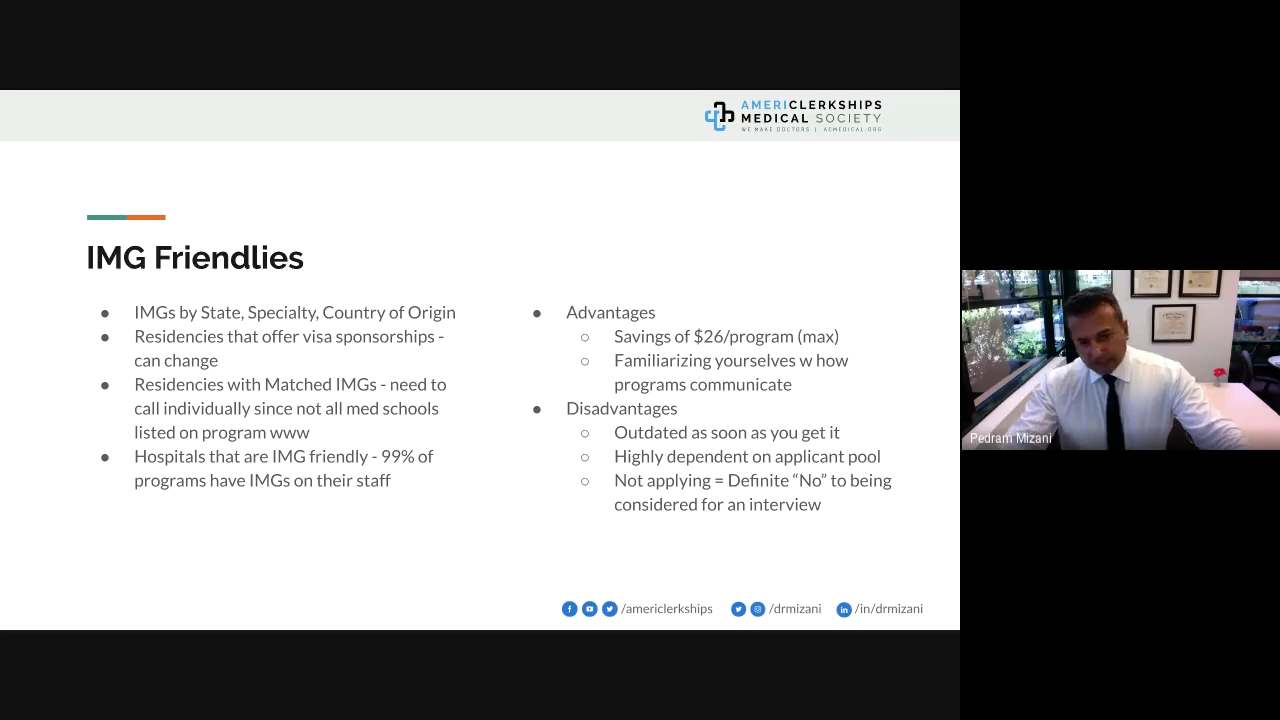 AMERICLERKSHIPS
MEDICAL SOCIETY
WE MAKE DOCTORS | ACMEDICAL.ORG
IMG Friendlies
● IMGs by State, Specialty, Country of Origin
● Residencies that offer visa sponsorships -
can change
● Residencies with Matched IMGs - need to
call individually since not all med schools
listed on program www
● Hospitals that are IMG friendly - 99% of
programs have IMGs on their staff
● Advantages
○ Savings of $26/program (max)
○ Familiarizing yourselves w how
programs communicate
● Disadvantages
○ Outdated as soon as you get it
○ Highly dependent on applicant pool
○ Not applying = Definite “No” to being
considered for an interview
/americlerkships /drmizani /in/drmizani
Pedram Mizani